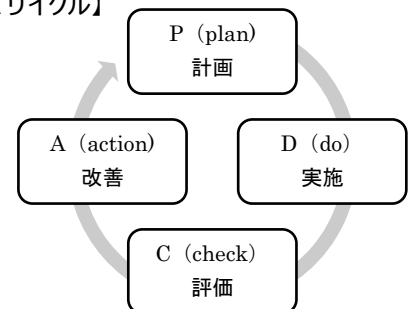 サイクル】
P（plan)
計画
A（action)
改善
D（do）
実施
C（check）
評価